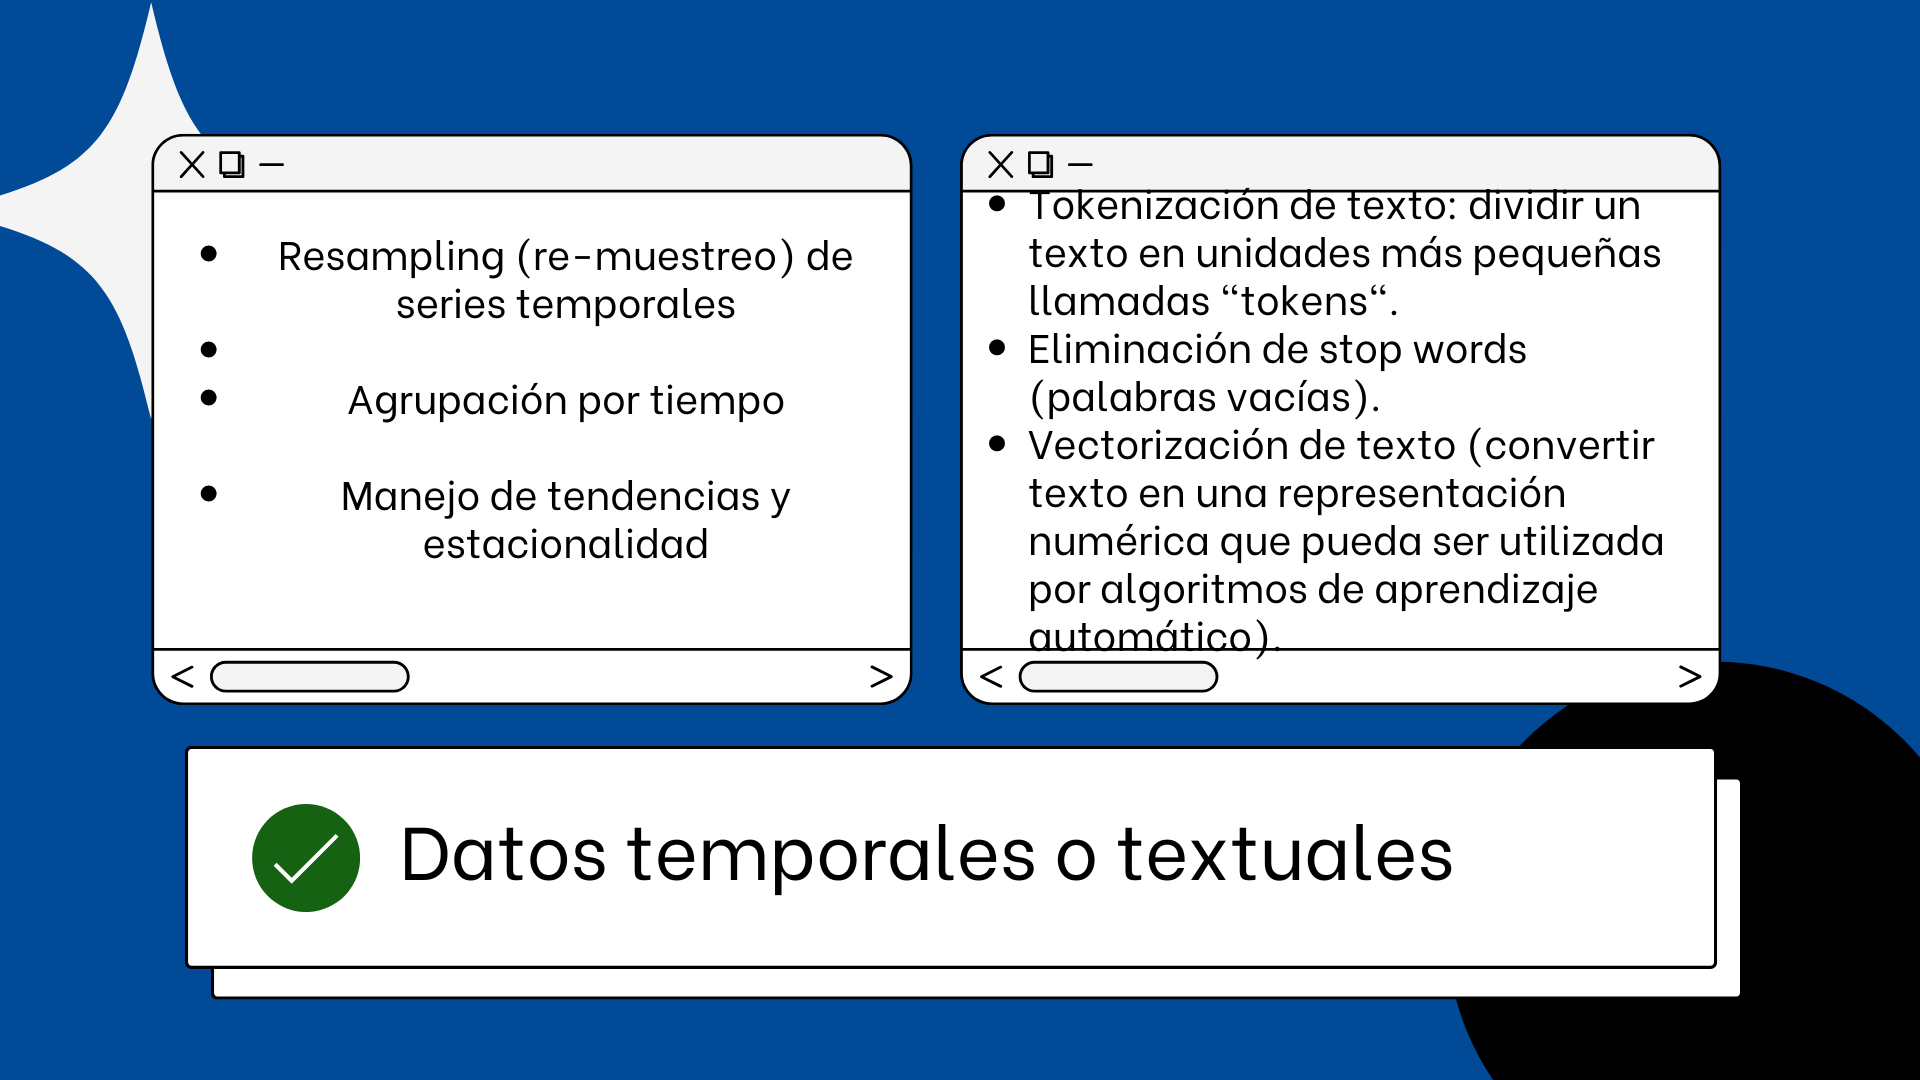 • Resampling (re-muestreo) de
series temporales
•
• Agrupación por tiempo
• Manejo de tendencias y
estacionalidad
• Tokenización de texto: dividir un
texto en unidades más pequeñas
llamadas “tokens“.
• Eliminación de stop words
(palabras vacías).
• Vectorización de texto (convertir
texto en una representación
numérica que pueda ser utilizada
por algoritmos de aprendizaje
automático).
Datos temporales o textuales